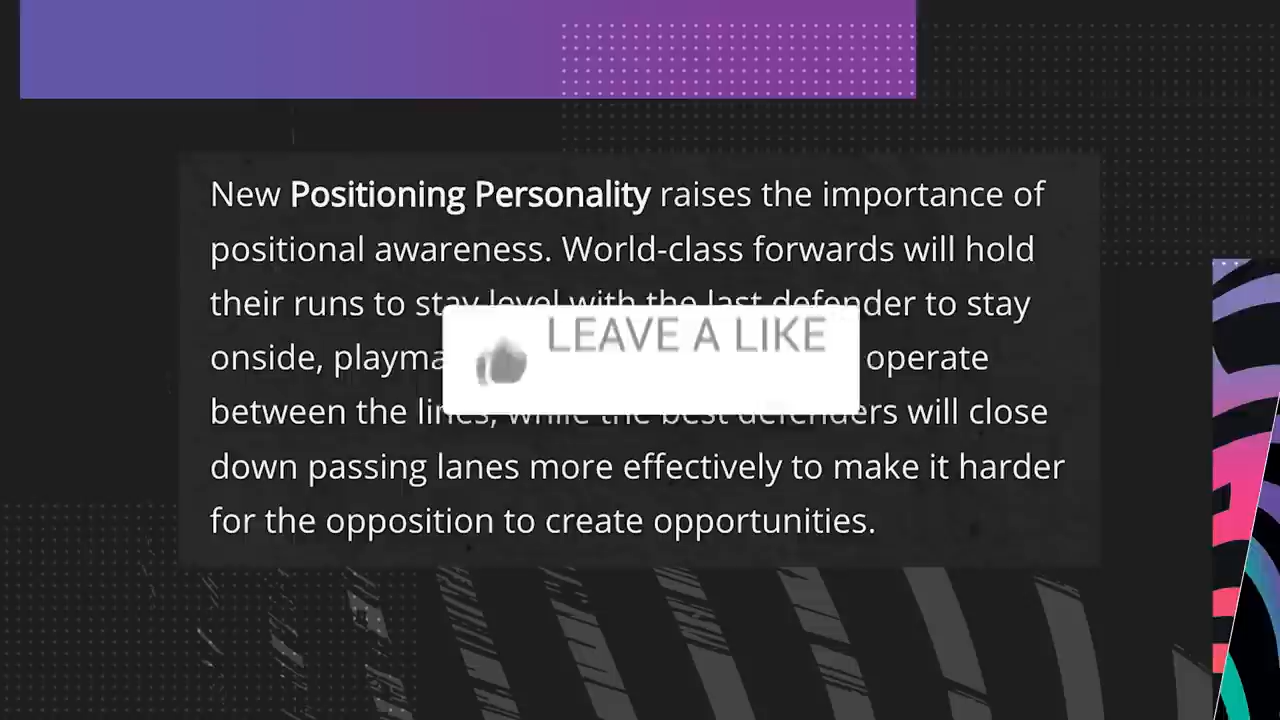 New Positioning Personality raises the importance of
positional awareness. World-class forwards will hold
their runs to stay level with the last defender to stay
onside, playma operate
LEAVE A LIKE
between the lines, while the best defenders will close
down passing lanes more effectively to make it harder
for the opposition to create opportunities.